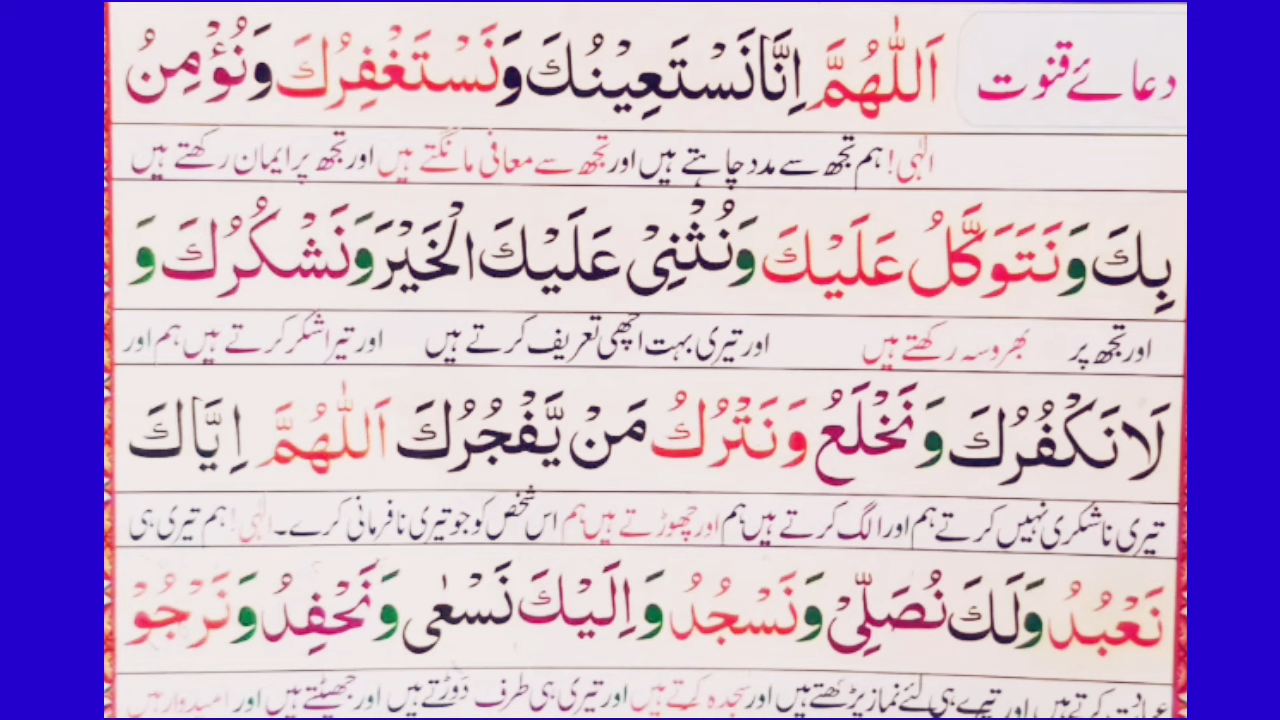 دعائے قنوت
اَللّٰهُمَّ اِنَّا نَسْتَعِيْنُكَ وَنَسْتَغْفِرُكَ وَنُؤْمِنُ
الٰہی! ہم تجھ سے مدد چاہتے ہیں اور تجھ سے معافی مانگتے ہیں اور تجھ پر ایمان رکھتے ہیں
بِكَ وَنَتَوَكَّلُ عَلَيْكَ وَنُثْنِيْ عَلَيْكَ الْخَيْرَ وَنَشْكُرُكَ وَ
اور تجھ پر بھروسہ رکھتے ہیں اور تیری بہت اچھی تعریف کرتے ہیں اور تیرا شکر کرتے ہیں ہم اور
لَا نَكْفُرُكَ وَنَخْلَعُ وَنَتْرُكُ مَنْ يَّفْجُرُكَ اَللّٰهُمَّ اِيَّاكَ
تیری ناشکری نہیں کرتے ہم اور الگ کرتے ہیں ہم اور چھوڑتے ہیں ہم اس شخص کو جو تیری نافرمانی کرے۔ الٰہی! ہم تیری ہی
نَعْبُدُ وَلَكَ نُصَلِّيْ وَنَسْجُدُ وَاِلَيْكَ نَسْعٰى وَنَحْفِدُ وَنَرْجُوْ
عبادت کرتے ہیں اور تیرے ہی لئے نماز پڑھتے ہیں اور سجدہ کرتے ہیں اور تیری ہی طرف دوڑتے ہیں اور جھپٹتے ہیں اور امیدوار ہیں